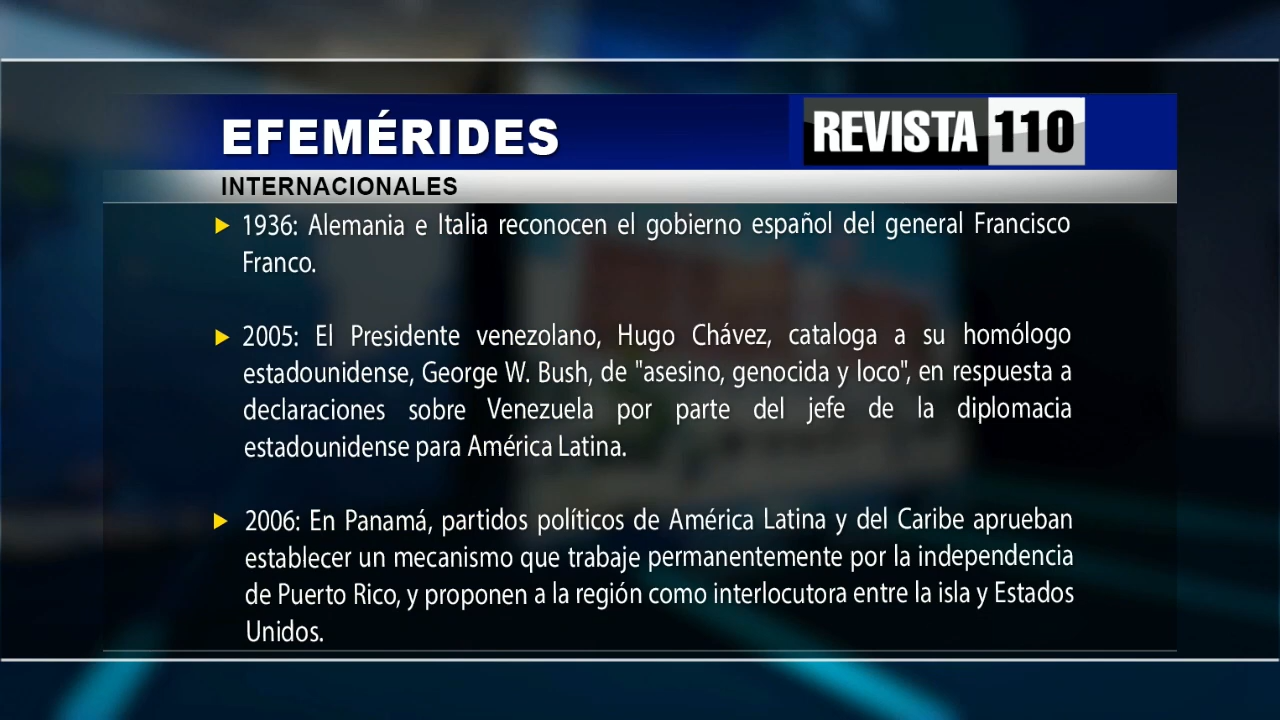 EFEMÉRIDES
REVISTA 110
INTERNACIONALES
1936: Alemania e Italia reconocen el gobierno español del general Francisco
Franco.
2005: El Presidente venezolano, Hugo Chávez, cataloga a su homólogo
estadounidense, George W. Bush, de "asesino, genocida y loco", en respuesta a
declaraciones sobre Venezuela por parte del jefe de la diplomacia
estadounidense para América Latina.
2006: En Panamá, partidos políticos de América Latina y del Caribe aprueban
establecer un mecanismo que trabaje permanentemente por la independencia
de Puerto Rico, y proponen a la región como interlocutora entre la isla y Estados
Unidos.